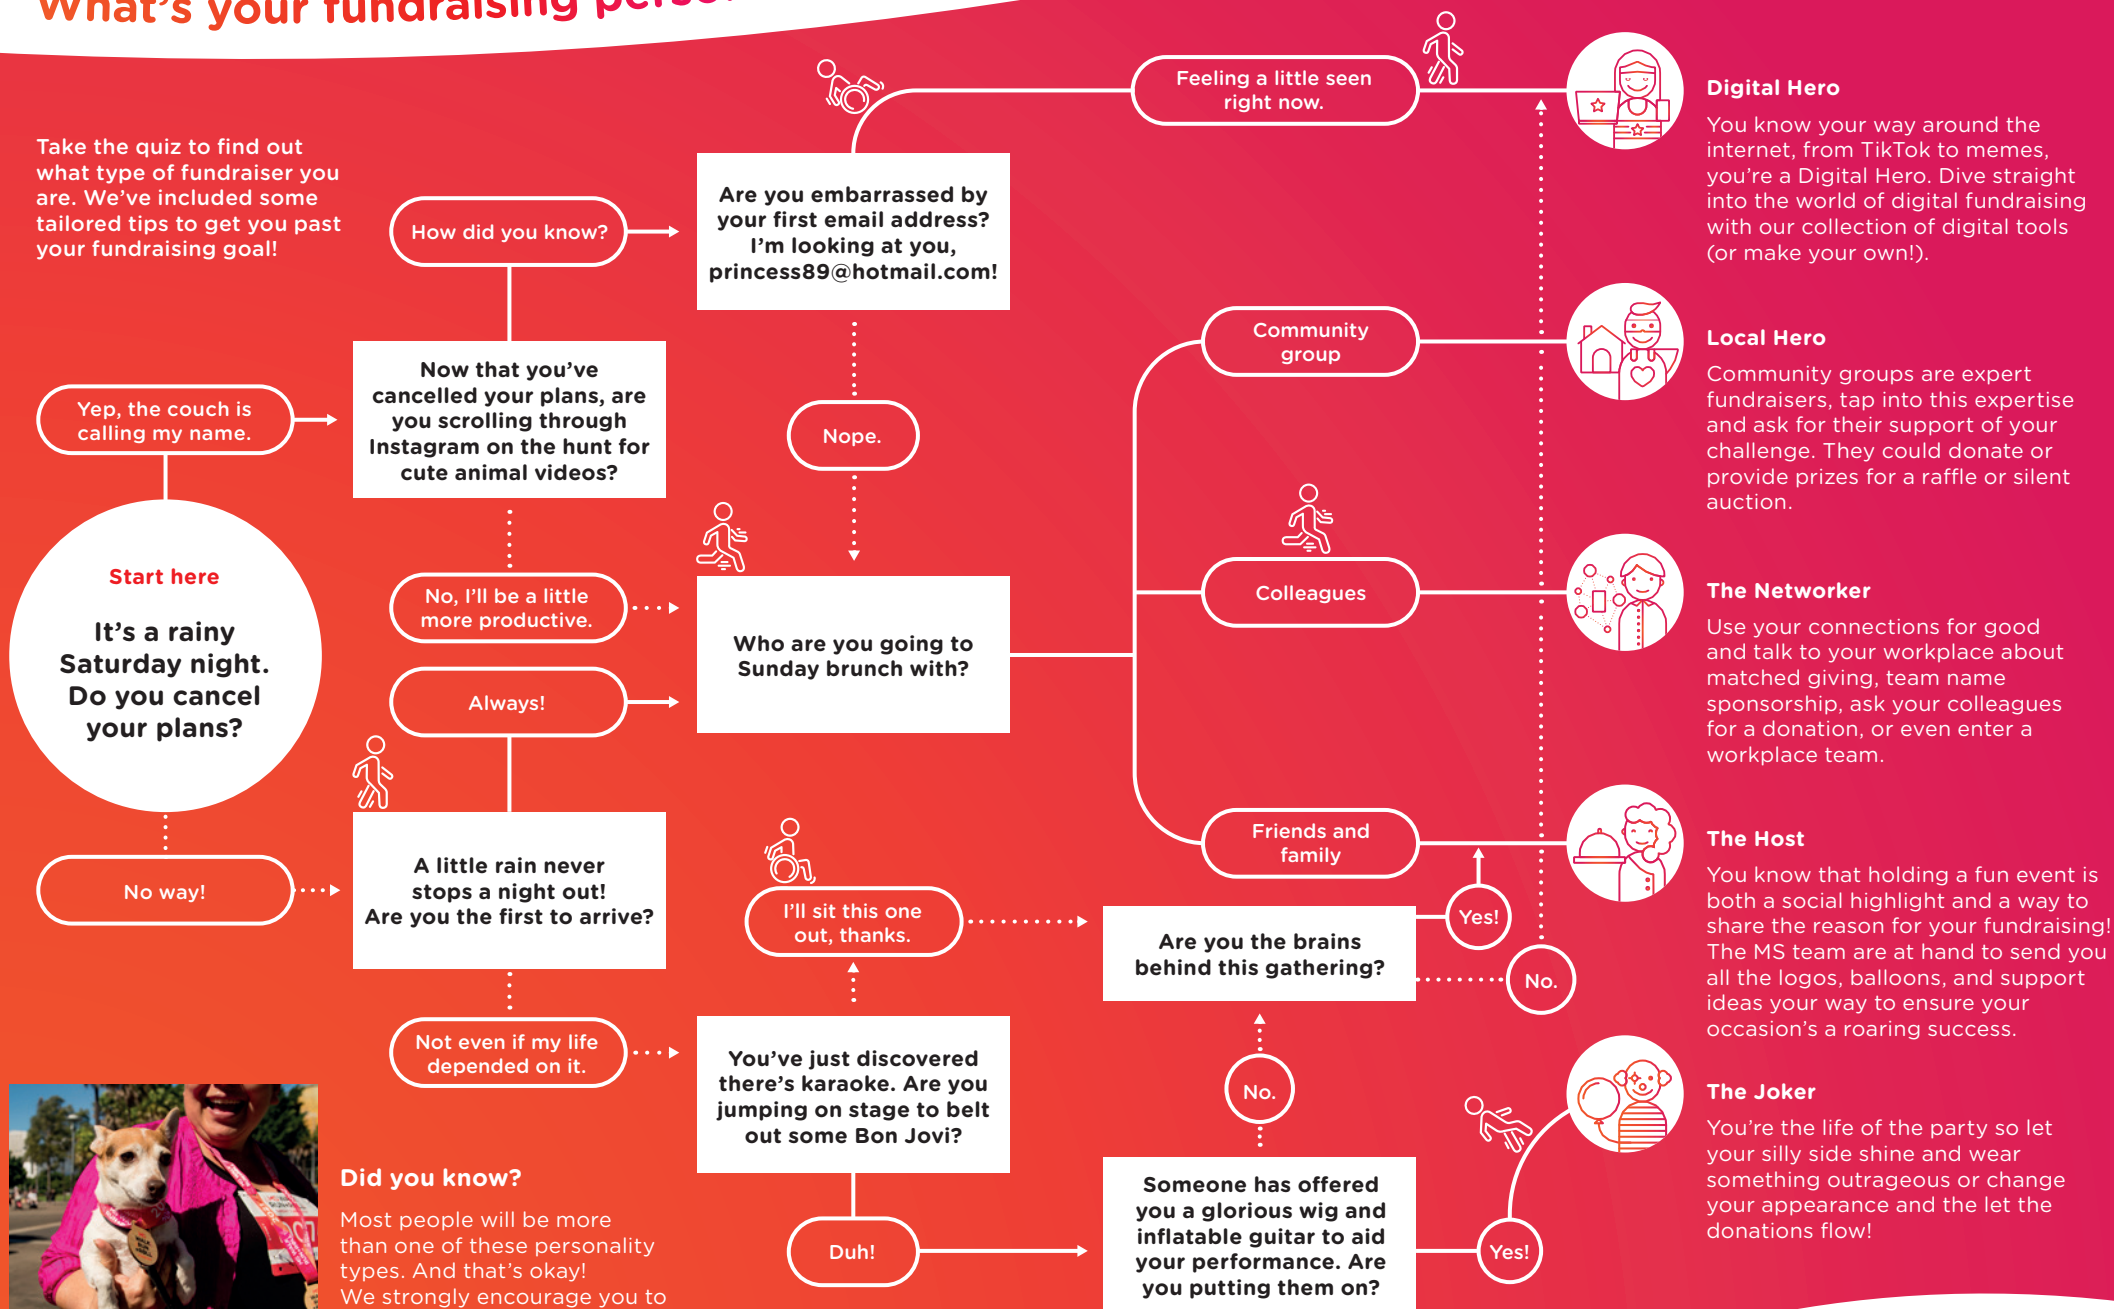 What's your fundraising
Take the quiz to find out
what type of fundraiser you
are. We've included some
tailored tips to get you past
your fundraising goal!
Start here
It's a rainy
Saturday night.
Do you cancel
your plans?
Yep, the couch is
calling my name.
No way!
Now that you've
cancelled your plans, are
you scrolling through
Instagram on the hunt for
cute animal videos?
How did you know?
No, I'll be a little
more productive.
Always!
A little rain never
stops a night out!
Are you the first to arrive?
Not even if my life
depended on it.
Are you embarrassed by
your first email address?
I'm looking at you,
princess89@hotmail.com!
Feeling a little seen
right now.
Nope.
Who are you going to
Sunday brunch with?
Community
group
Colleagues
Friends and
family
You've just discovered
there's karaoke. Are you
jumping on stage to belt
out some Bon Jovi?
I'll sit this one
out, thanks.
Duh!
Are you the brains
behind this gathering?
Yes!
No.
Someone has offered
you a glorious wig and
inflatable guitar to aid
your performance. Are
you putting them on?
No.
Yes!
Digital Hero
You know your way around the
internet, from TikTok to memes,
you're a Digital Hero. Dive straight
into the world of digital fundraising
with our collection of digital tools
(or make your own!).
Local Hero
Community groups are expert
fundraisers, tap into this expertise
and ask for their support of your
challenge. They could donate or
provide prizes for a raffle or silent
auction.
The Networker
Use your connections for good
and talk to your workplace about
matched giving, team name
sponsorship, ask your colleagues
for a donation, or even enter a
workplace team.
The Host
You know that holding a fun event is
both a social highlight and a way to
share the reason for your fundraising!
The MS team are at hand to send you
all the logos, balloons, and support
ideas your way to ensure your
occasion's a roaring success.
The Joker
You're the life of the party so let
your silly side shine and wear
something outrageous or change
your appearance and the let the
donations flow!
Did you know?
Most people will be more
than one of these personality
types. And that's okay!
We strongly encourage you to